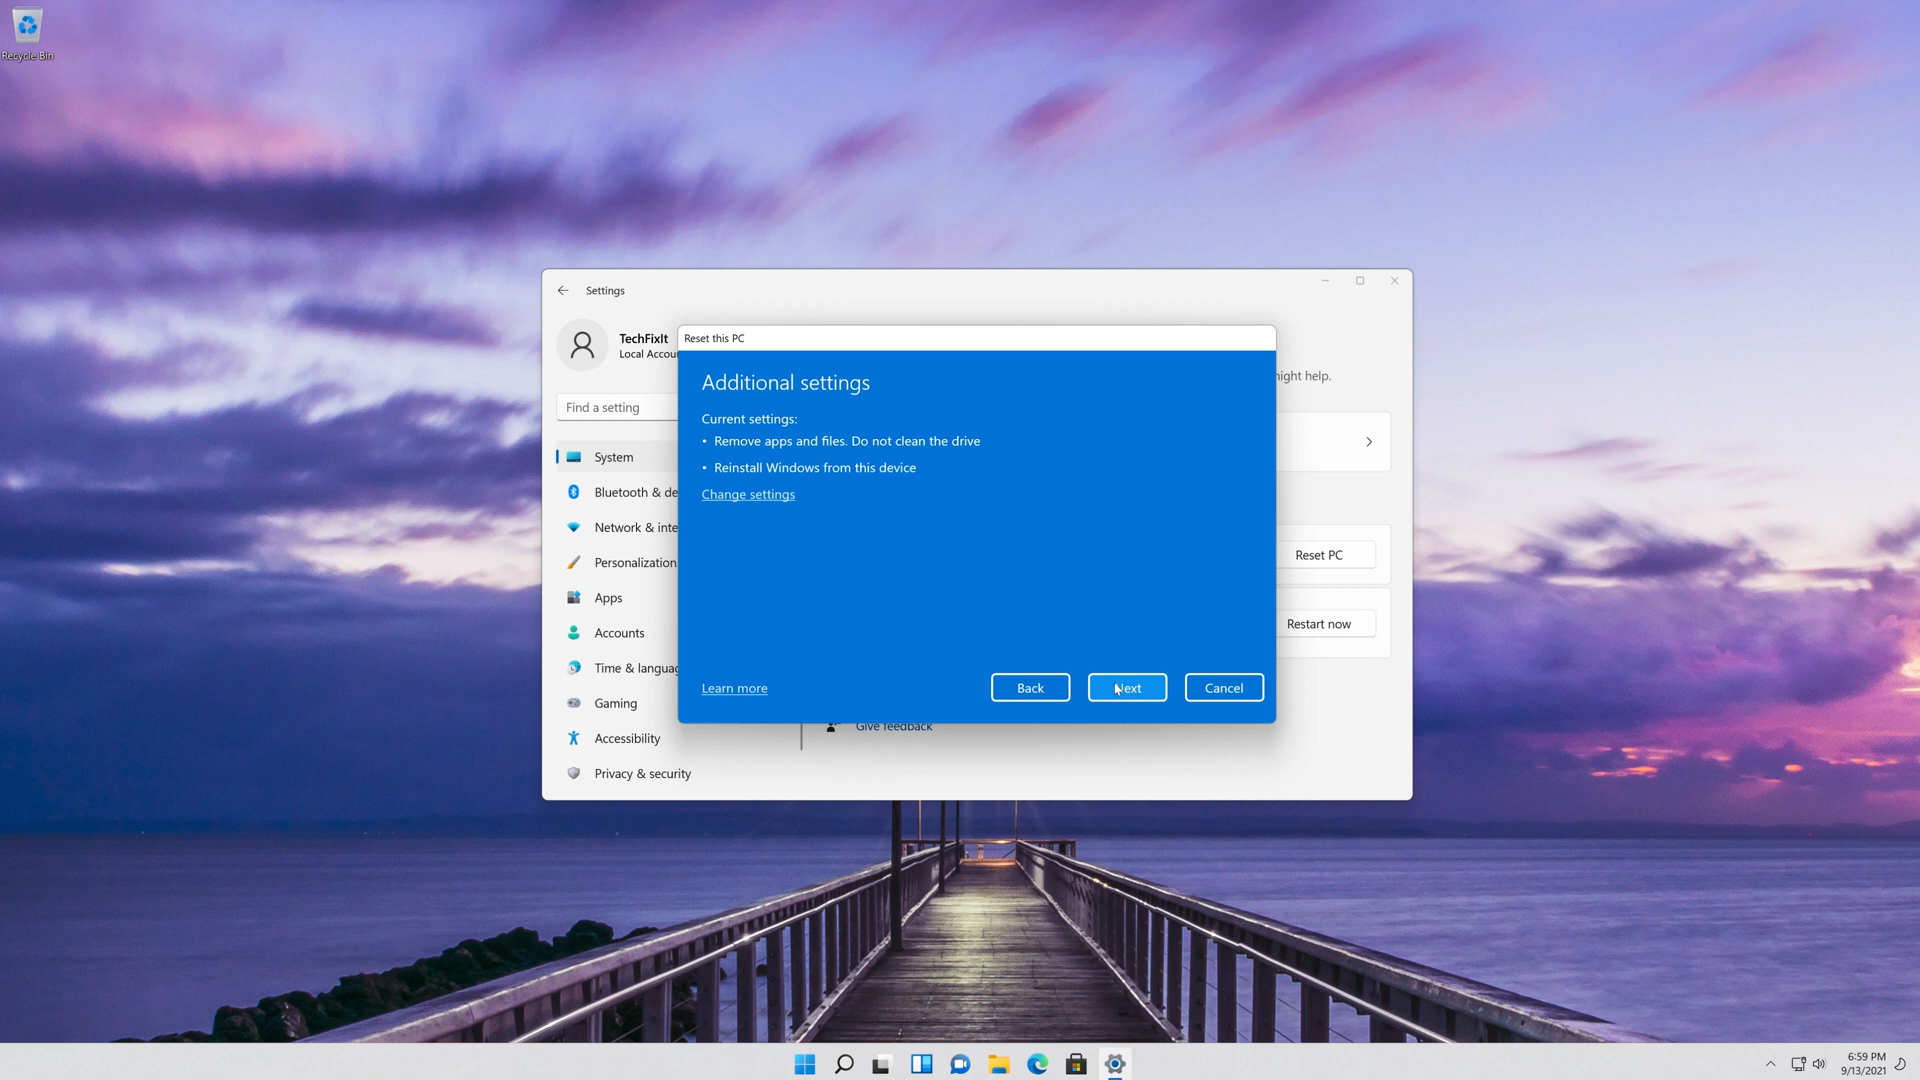 Recycle Bin
Settings
TechFixIt
Local Accou
Find a setting
System
Bluetooth & de
Network & inte
Personalization
Apps
Accounts
Time & languag
Gaming
Accessibility
Privacy & security
Reset this PC
Additional settings
Current settings:
• Remove apps and files. Do not clean the drive
• Reinstall Windows from this device
Change settings
Learn more
Back
Next
Cancel
might help.
Reset PC
Restart now
Give feedback
6:59 PM
9/13/2021